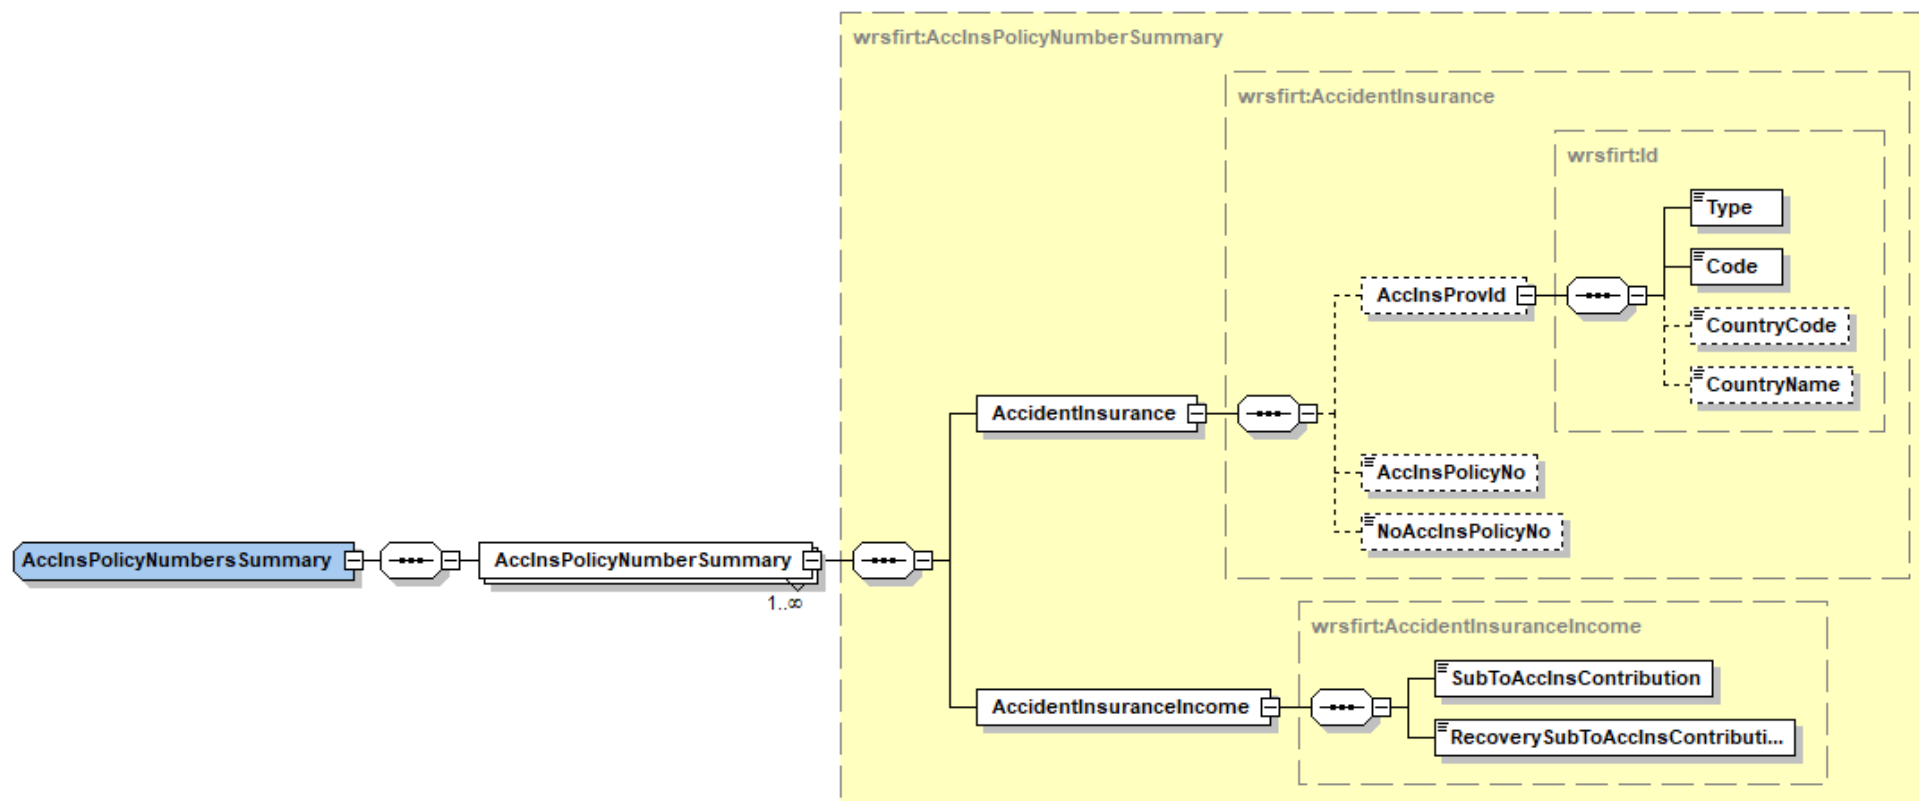 wrsfirt:AccInsPolicyNumberSummary
wrsfirt:AccidentInsurance
wrsfirt:Id
Type
Code
AccInsProvId
CountryCode
CountryName
AccidentInsurance
AccInsPolicyNo
NoAccInsPolicyNo
AccInsPolicyNumbersSummary
AccInsPolicyNumberSummary
1..∞
wrsfirt:AccidentInsuranceIncome
SubToAccInsContribution
AccidentInsuranceIncome
RecoverySubToAccInsContributi...